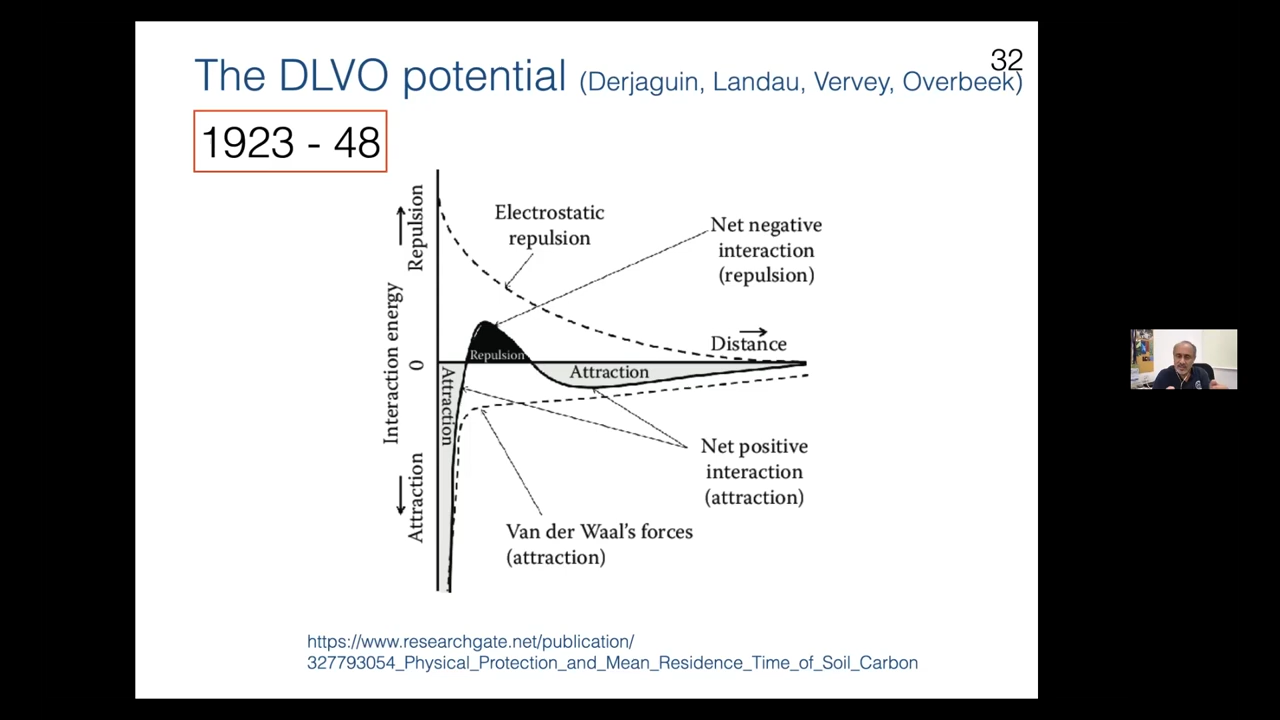 32
The DLVO potential (Derjaguin, Landau, Vervey, Overbeek)
1923 - 48
Repulsion
Interaction energy
0
Attraction
Electrostatic
repulsion
Net negative
interaction
(repulsion)
Distance
Repulsion
Attraction
Attraction
Net positive
interaction
(attraction)
Van der Waal's forces
(attraction)
https://www.researchgate.net/publication/
327793054_Physical_Protection_and_Mean_Residence_Time_of_Soil_Carbon